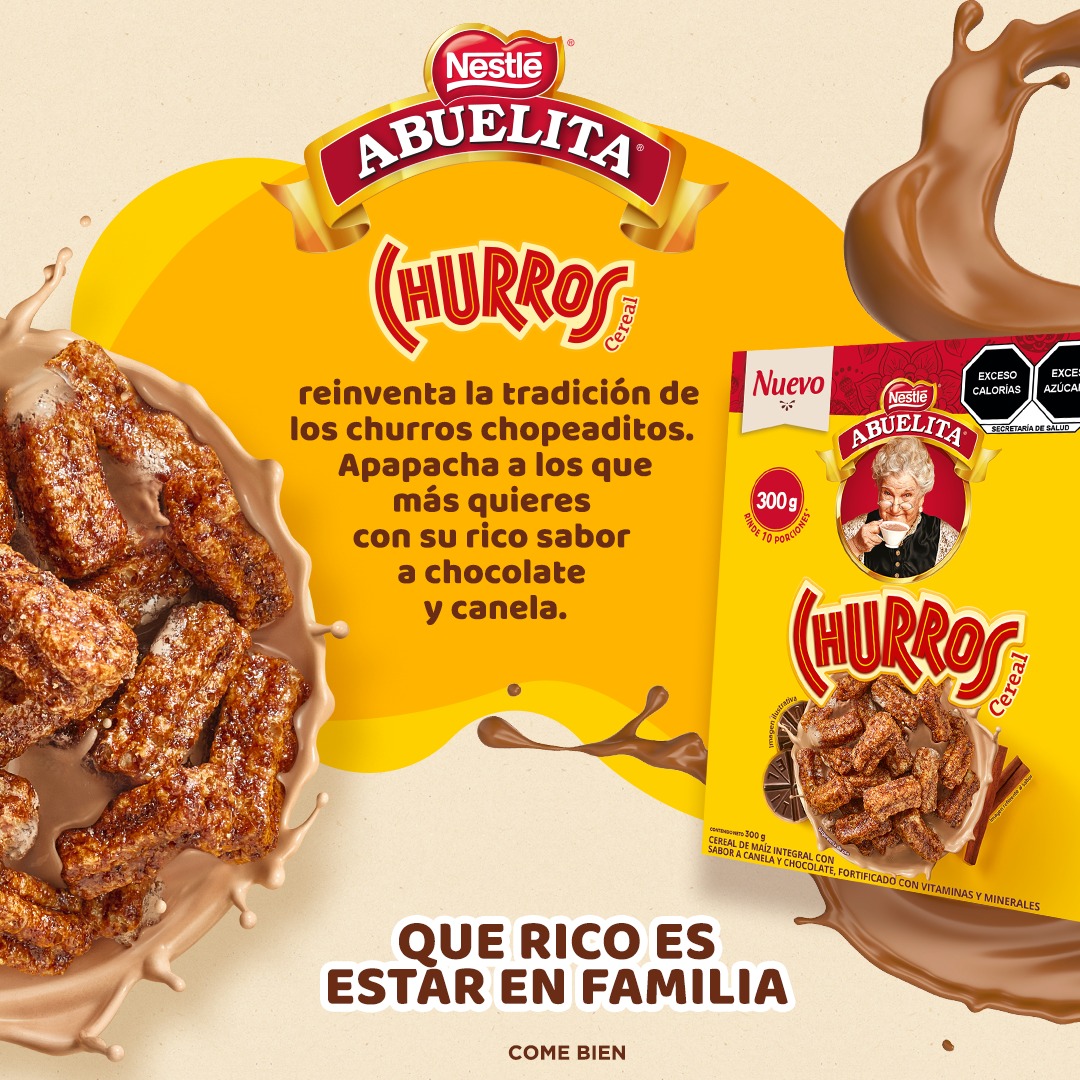 Nestlé
ABUELITA
CHURROS
Cereal
reinventa la tradición de
los churros chopeaditos.
Apapacha a los que
más quieres
con su rico sabor
a chocolate
y canela.
Nuevo
EXCESO
CALORÍAS
EXCES
AZÚCAR
SECRETARÍA DE SALUD
Nestlé
ABUELITA
300 g
RINDE 10 PORCIONES*
CHURROS
Cereal
Imagen ilustrativa
CONTENIDO NETO 300 g
CEREAL DE MAÍZ INTEGRAL CON
SABOR A CANELA Y CHOCOLATE, FORTIFICADO CON VITAMINAS Y MINERALES
QUE RICO ES
ESTAR EN FAMILIA
COME BIEN